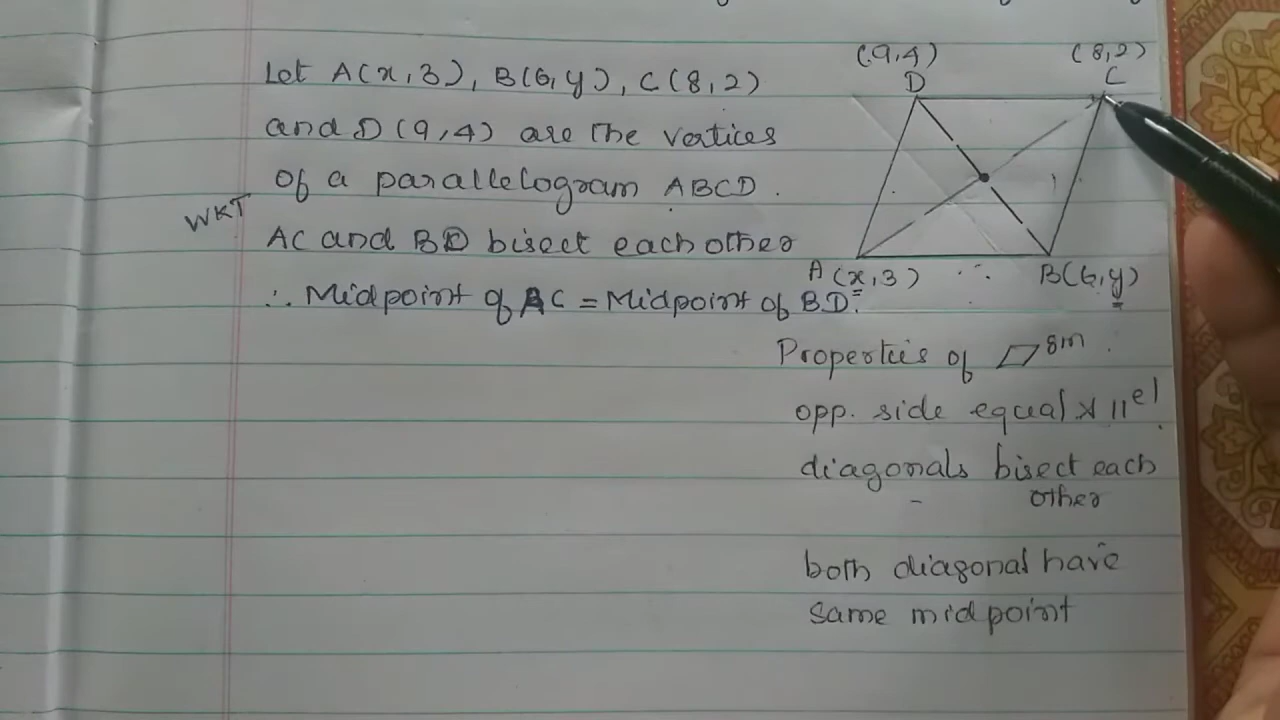 Let A(x,3), B(6,y), C(8,2)
and D(9,4) are the vertices
of a parallelogram ABCD.
WKT
AC and BD bisect each other
∴ Midpoint of AC = Midpoint of BD.
(9,4)
(8,2)
D
C
A (x,3)
∵
B(6,y)
Properties of ▱gm.
opp. side equal & ||el.
diagonals bisect each
other
both diagonal have
same midpoint